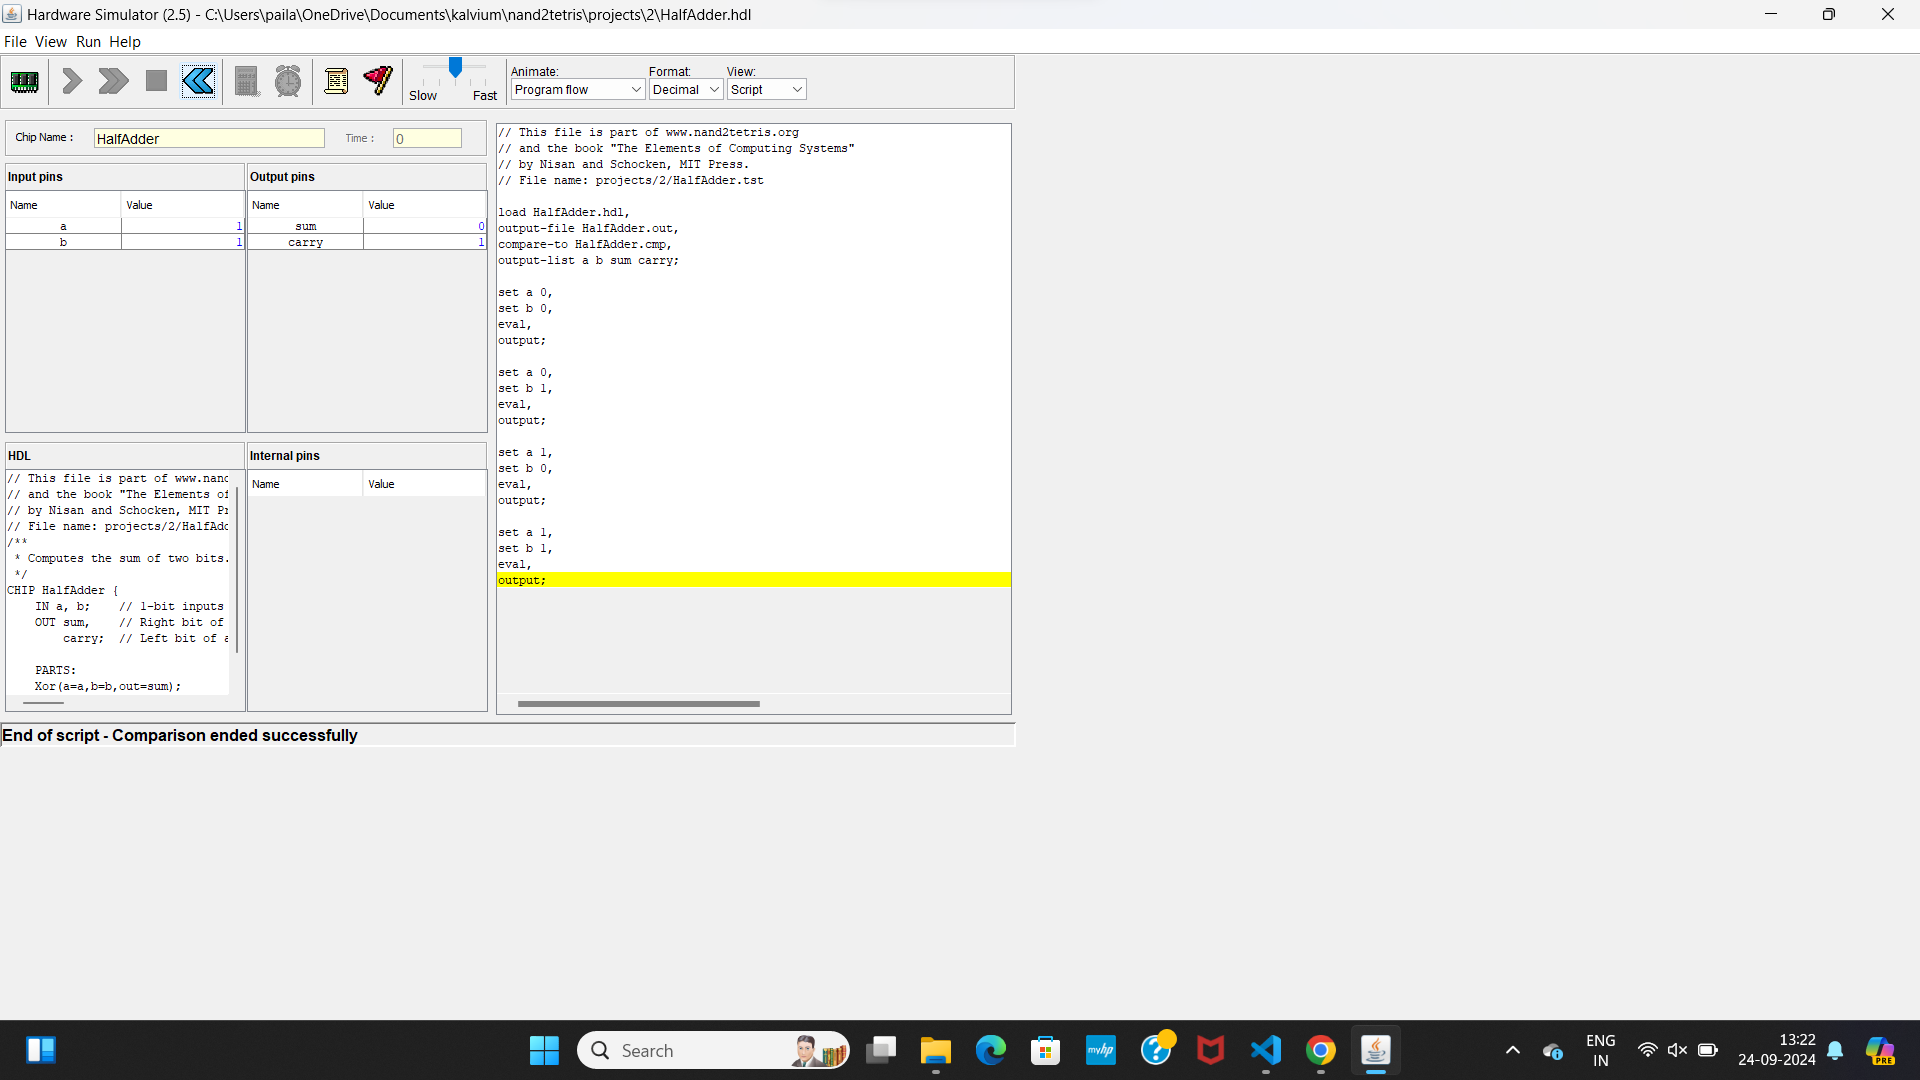 Hardware Simulator (2.5) - C:\Users\paila\OneDrive\Documents\kalvium\nand2tetris\projects\2\HalfAdder.hdl
File View Run Help
Slow Fast
Animate: Format: View:
Program flow Decimal Script
Chip Name : HalfAdder Time : 0
Input pins
Name Value
a 1
b 1
Output pins
Name Value
sum 0
carry 1
HDL
// This file is part of www.nand
// and the book "The Elements of
// by Nisan and Schocken, MIT Pr
// File name: projects/2/HalfAdd
/**
* Computes the sum of two bits.
*/
CHIP HalfAdder {
IN a, b; // 1-bit inputs
OUT sum, // Right bit of
carry; // Left bit of a
PARTS:
Xor(a=a,b=b,out=sum);
Internal pins
Name Value
// This file is part of www.nand2tetris.org
// and the book "The Elements of Computing Systems"
// by Nisan and Schocken, MIT Press.
// File name: projects/2/HalfAdder.tst
load HalfAdder.hdl,
output-file HalfAdder.out,
compare-to HalfAdder.cmp,
output-list a b sum carry;
set a 0,
set b 0,
eval,
output;
set a 0,
set b 1,
eval,
output;
set a 1,
set b 0,
eval,
output;
set a 1,
set b 1,
eval,
output;
End of script - Comparison ended successfully
Search
myhp
ENG
IN
13:22
24-09-2024
PRE